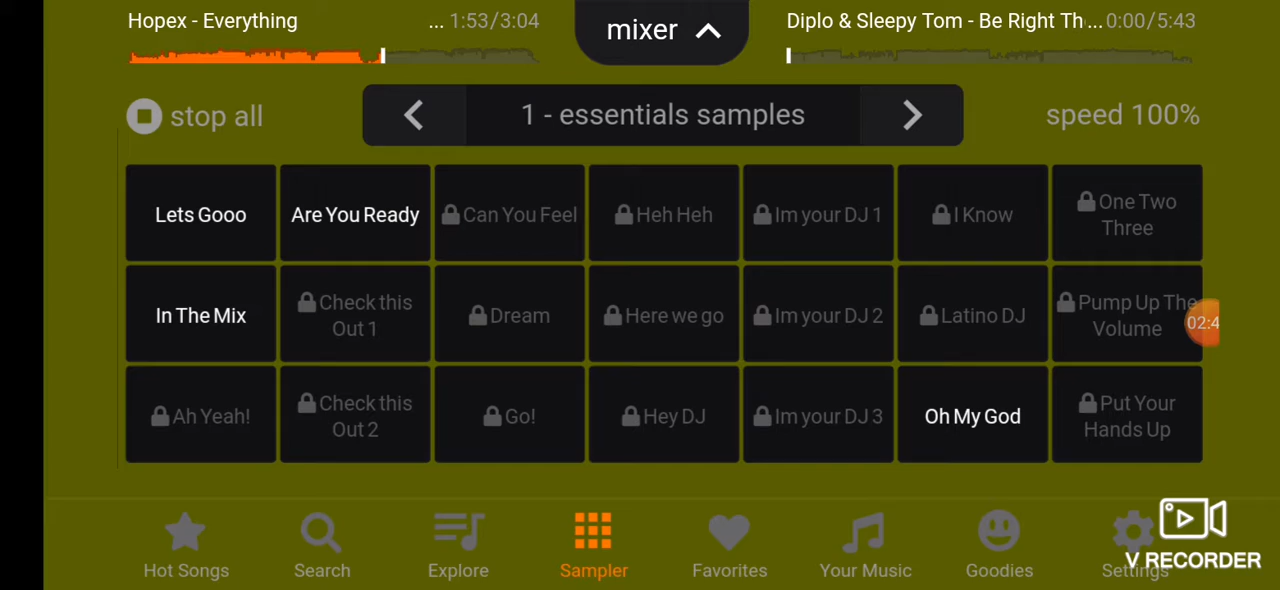 Hopex - Everything ... 1:53/3:04
mixer
Diplo & Sleepy Tom - Be Right Th... 0:00/5:43
stop all
1 - essentials samples
speed 100%
Lets Gooo
Are You Ready
Can You Feel
Heh Heh
Im your DJ 1
I Know
One Two
Three
In The Mix
Check this
Out 1
Dream
Here we go
Im your DJ 2
Latino DJ
Pump Up The
Volume
02:4
Ah Yeah!
Check this
Out 2
Go!
Hey DJ
Im your DJ 3
Oh My God
Put Your
Hands Up
Hot Songs
Search
Explore
Sampler
Favorites
Your Music
Goodies
Settings
V RECORDER